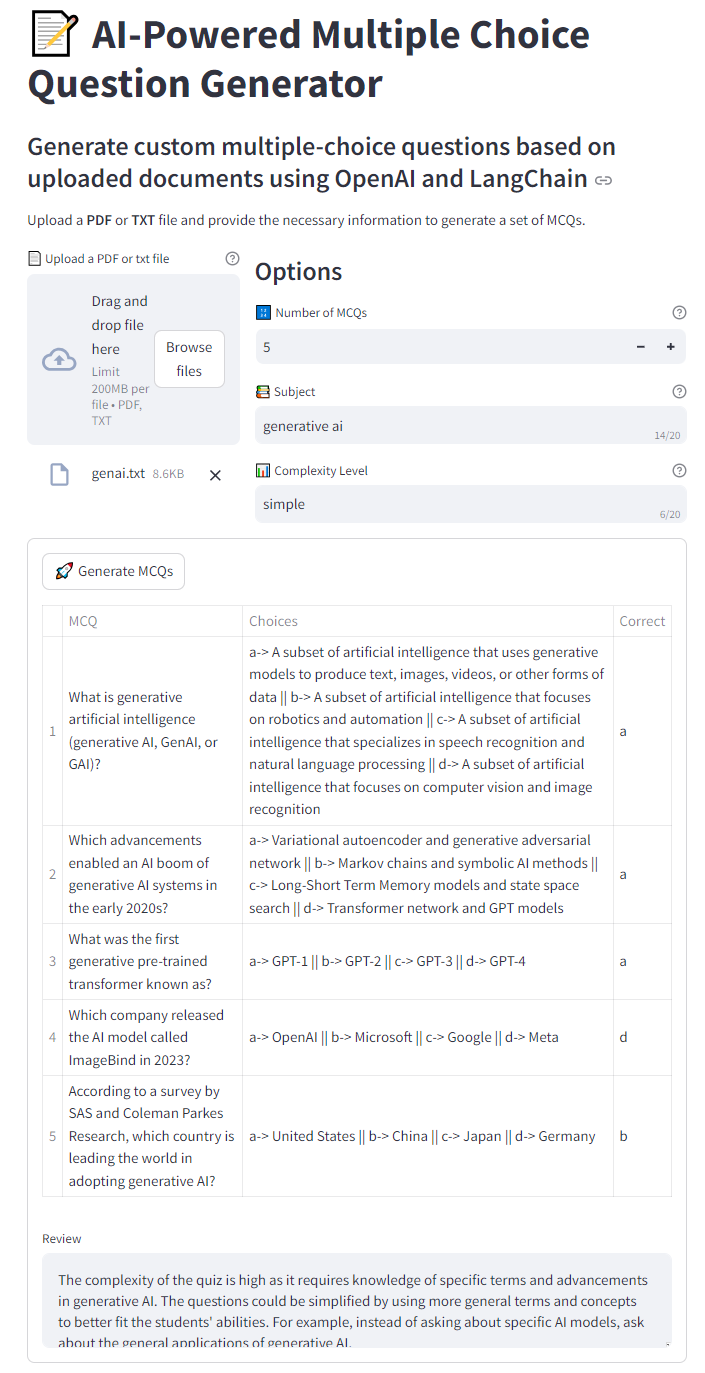 AI-Powered Multiple Choice
Question Generator
Generate custom multiple-choice questions based on
uploaded documents using OpenAI and LangChain
Upload a PDF or TXT file and provide the necessary information to generate a set of MCQs.
Upload a PDF or txt file
Drag and
drop file
here
Limit
200MB per
file • PDF,
TXT
Browse
files
genai.txt 8.6KB
Options
Number of MCQs
5
Subject
generative ai
14/20
Complexity Level
simple
6/20
Generate MCQs
MCQ Choices Correct
1
What is generative
artificial intelligence
(generative AI, GenAI, or
GAI)?
a-> A subset of artificial intelligence that uses generative
models to produce text, images, videos, or other forms of
data || b-> A subset of artificial intelligence that focuses
on robotics and automation || c-> A subset of artificial
intelligence that specializes in speech recognition and
natural language processing || d-> A subset of artificial
intelligence that focuses on computer vision and image
recognition
a
2
Which advancements
enabled an AI boom of
generative AI systems in
the early 2020s?
a-> Variational autoencoder and generative adversarial
network || b-> Markov chains and symbolic AI methods ||
c-> Long-Short Term Memory models and state space
search || d-> Transformer network and GPT models
a
3
What was the first
generative pre-trained
transformer known as?
a-> GPT-1 || b-> GPT-2 || c-> GPT-3 || d-> GPT-4
a
4
Which company released
the AI model called
ImageBind in 2023?
a-> OpenAI || b-> Microsoft || c-> Google || d-> Meta
d
5
According to a survey by
SAS and Coleman Parkes
Research, which country is
leading the world in
adopting generative AI?
a-> United States || b-> China || c-> Japan || d-> Germany
b
Review
The complexity of the quiz is high as it requires knowledge of specific terms and advancements
in generative AI. The questions could be simplified by using more general terms and concepts
to better fit the students' abilities. For example, instead of asking about specific AI models, ask
about the general applications of generative AI.